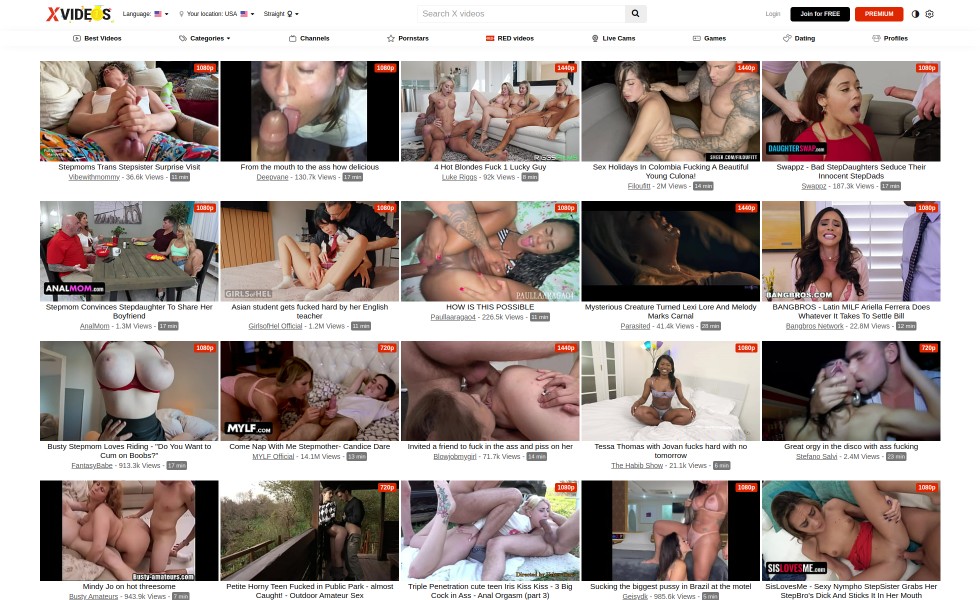 XVIDEOS
Language:
Your location: USA
Straight
Search X videos
Login
Join for FREE
PREMIUM
Best Videos
Categories
Channels
Pornstars
RED videos
Live Cams
Games
Dating
Profiles
1080p
1080p
1440p
1440p
1080p
DAUGHTERSWAP.com
Stepmoms Trans Stepsister Surprise Visit
Vibewithmommy - 36.6k Views - 11 min
From the mouth to the ass how delicious
Deepvane - 130.7k Views - 17 min
4 Hot Blondes Fuck 1 Lucky Guy
Luke Riggs - 92k Views - 8 min
Sex Holidays In Colombia Fucking A Beautiful
Young Culona!
Filoufitt - 2M Views - 14 min
Swappz - Bad StepDaughters Seduce Their
Innocent StepDads
Swappz - 187.3k Views - 17 min
1080p
1080p
1080p
1440p
1080p
ANALMOM.com
GIRLSofHEL
PAULLAARAGAO4
BANGBROS.COM
Stepmom Convinces Stepdaughter To Share Her
Boyfriend
AnalMom - 1.3M Views - 17 min
Asian student gets fucked hard by her English
teacher
GirlsofHel Official - 1.2M Views - 11 min
HOW IS THIS POSSIBLE
Paullaaragao4 - 226.5k Views - 11 min
Mysterious Creature Turned Lexi Lore And Melody
Marks Carnal
Parasited - 41.4k Views - 28 min
BANGBROS - Latin MILF Ariella Ferrera Does
Whatever It Takes To Settle Bill
Bangbros Network - 22.8M Views - 12 min
1080p
720p
1440p
1080p
720p
MYLF.COM
Busty Stepmom Loves Riding - "Do You Want to
Cum on Boobs?"
FantasyBabe - 913.3k Views - 17 min
Come Nap With Me Stepmother- Candice Dare
MYLF Official - 14.1M Views - 13 min
Invited a friend to fuck in the ass and piss on her
Blowjobmygirl - 71.7k Views - 14 min
Tessa Thomas with Jovan fucks hard with no
tomorrow
The Habib Show - 21.1k Views - 6 min
Great orgy in the disco with ass fucking
Stefano Salvi - 2.4M Views - 23 min
720p
1080p
1080p
1080p
Busty-amateurs.com
SISLOVESME.com
Mindy Jo on hot threesome
Busty Amateurs - 943.9k Views - 7 min
Petite Horny Teen Fucked in Public Park - almost
Caught! - Outdoor Amateur Sex
Triple Penetration cute teen Iris Kiss Kiss - 3 Big
Cock in Ass - Anal Orgasm (part 3)
Sucking the biggest pussy in Brazil at the motel
Geisydk - 985.6k Views - 5 min
SisLovesMe - Sexy Nympho StepSister Grabs Her
StepBro's Dick And Sticks It In Her Mouth